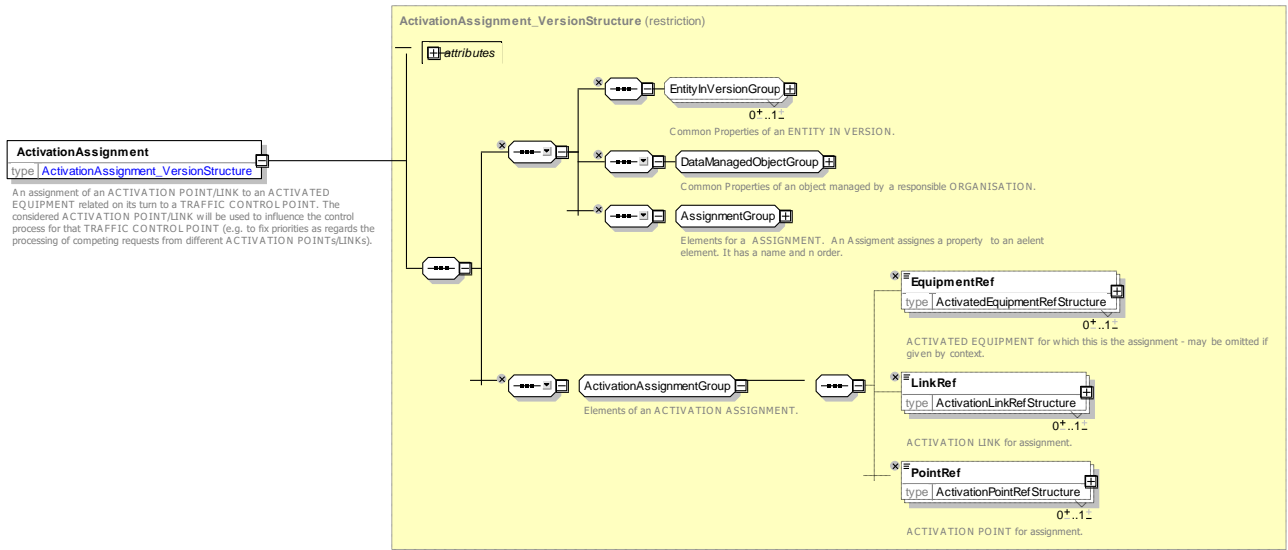 ActivationAssignment_VersionStructure (restriction)
attributes
EntityInVersionGroup
0..1
Common Properties of an ENTITY IN VERSION.
ActivationAssignment
type ActivationAssignment_VersionStructure
An assignment of an ACTIVATION POINT/LINK to an ACTIVATED
EQUIPMENT related on its turn to a TRAFFIC CONTROL POINT. The
considered ACTIVATION POINT/LINK will be used to influence the control
process for that TRAFFIC CONTROL POINT (e.g. to fix priorities as regards the
processing of competing requests from different ACTIVATION POINTs/LINKs).
DataManagedObjectGroup
Common Properties of an object managed by a responsible ORGANISATION.
AssignmentGroup
Elements for a ASSIGNMENT. An Assigment assignes a property to an aelent
element. It has a name and n order.
EquipmentRef
type ActivatedEquipmentRefStructure
0..1
ACTIVATED EQUIPMENT for which this is the assignment - may be omitted if
given by context.
ActivationAssignmentGroup
Elements of an ACTIVATION ASSIGNMENT.
LinkRef
type ActivationLinkRefStructure
0..1
ACTIVATION LINK for assignment.
PointRef
type ActivationPointRefStructure
0..1
ACTIVATION POINT for assignment.